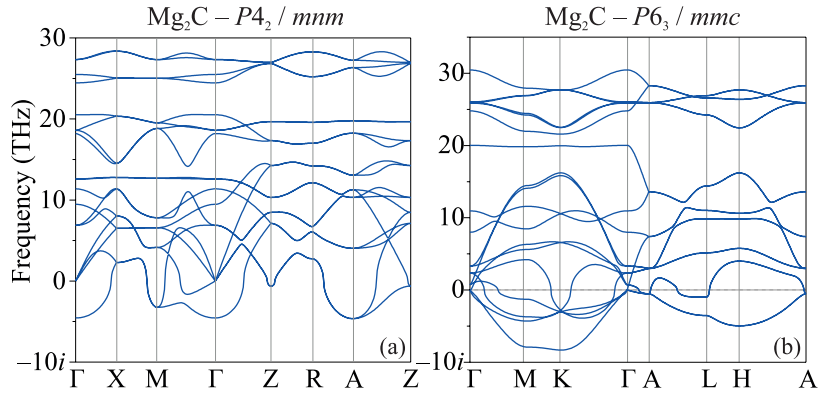 Mg₂C – P4₂ / mnm
Mg₂C – P6₃ / mmc
Frequency (THz)
30
20
10
0
–10i
Γ X M Γ Z R A Z
(a)
30
20
10
0
–10i
Γ M K Γ A L H A
(b)